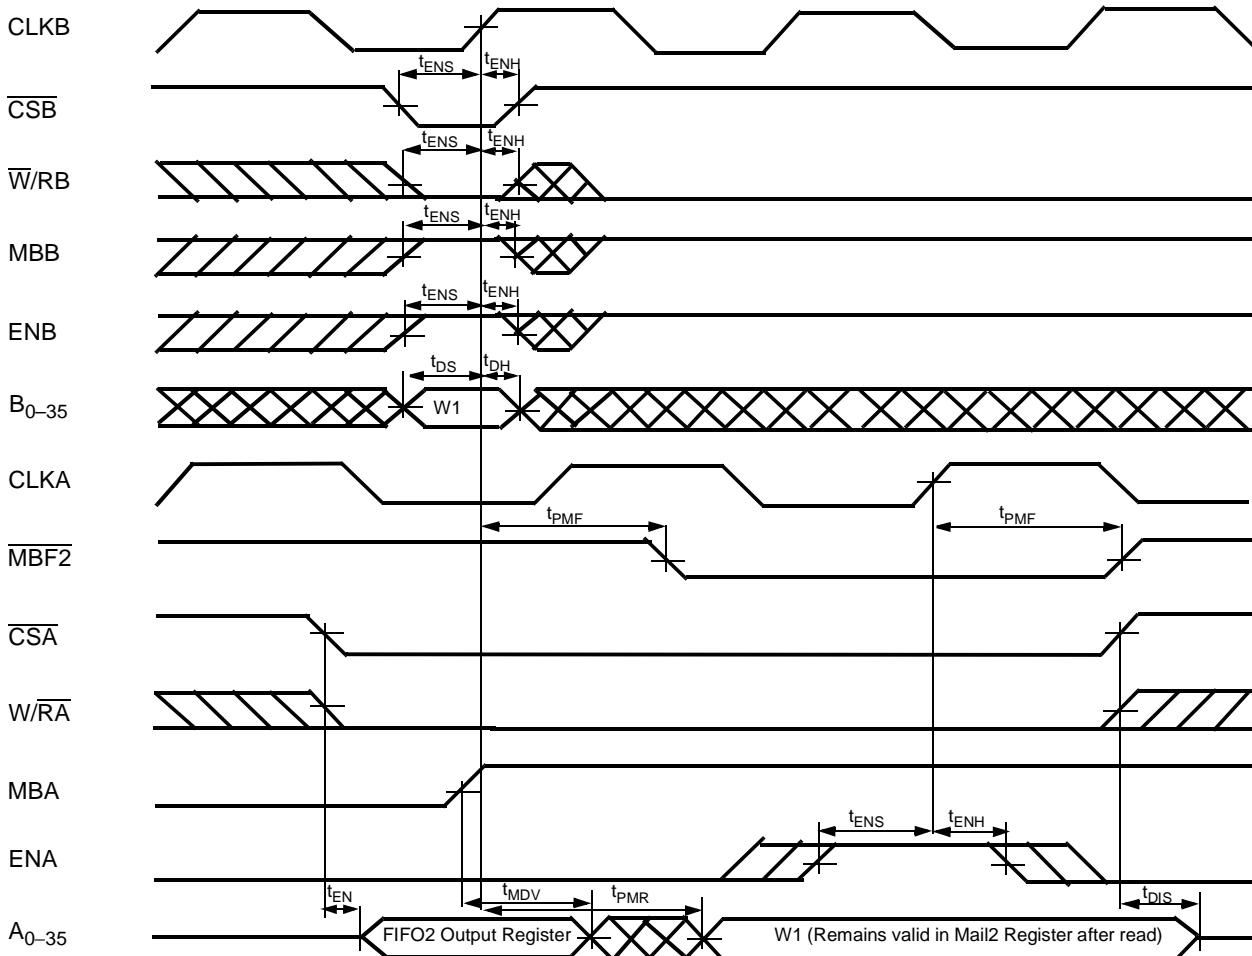 CLKB
tENS tENH
CSB
tENS tENH
W/RB
tENS tENH
MBB
tENS tENH
ENB
tDS tDH
B0–35 W1
CLKA
tPMF tPMF
MBF2
CSA
W/RA
MBA
tENS tENH
ENA
tEN tMDV tPMR tDIS
A0–35 FIFO2 Output Register W1 (Remains valid in Mail2 Register after read)